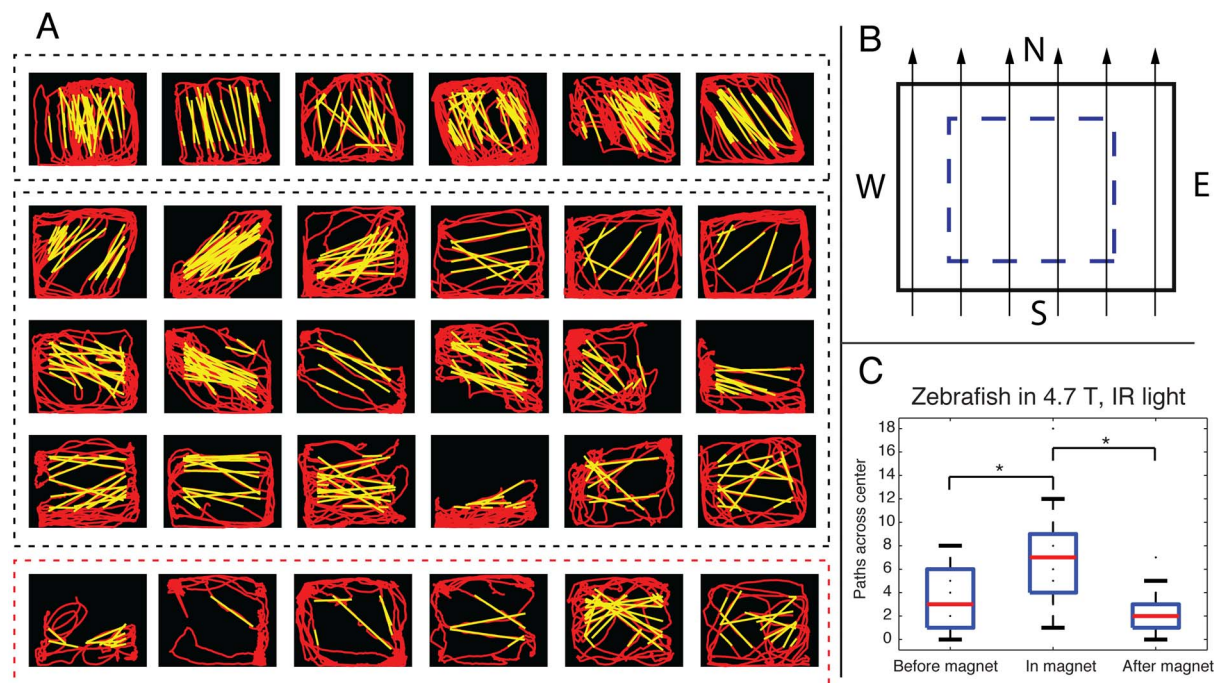 A
B
N
W
E
S
C
Zebrafish in 4.7 T, IR light
Paths across center
18
16
14
12
10
8
6
4
2
0
*
*
Before magnet
In magnet
After magnet